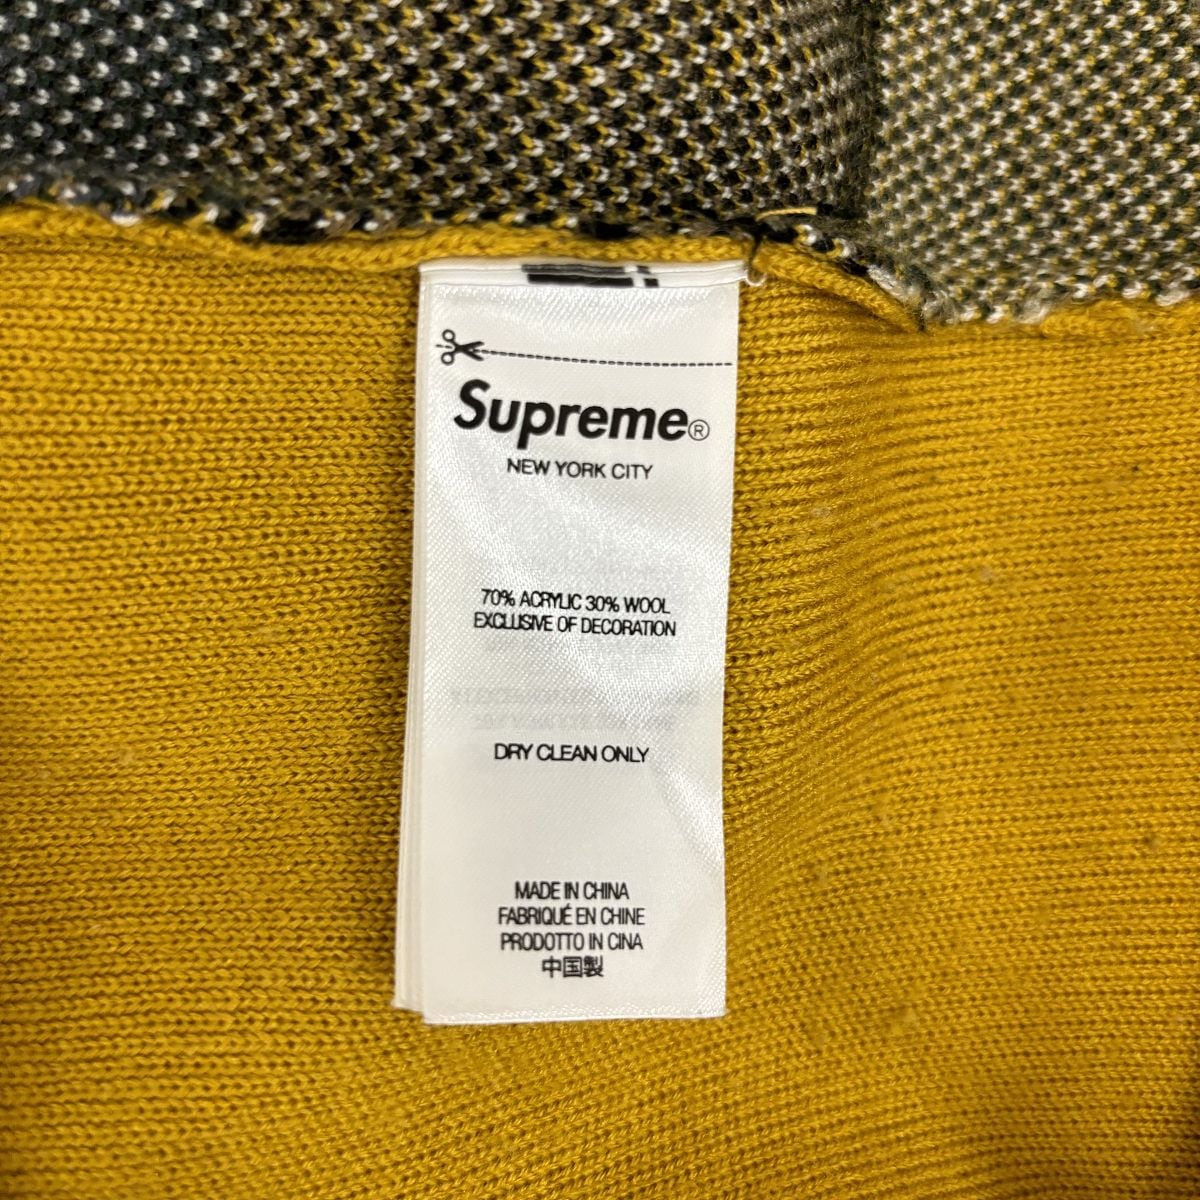 Supreme®
NEW YORK CITY
70% ACRYLIC 30% WOOL
EXCLUSIVE OF DECORATION
DRY CLEAN ONLY
MADE IN CHINA
FABRIQUÉ EN CHINE
PRODOTTO IN CINA
中国製